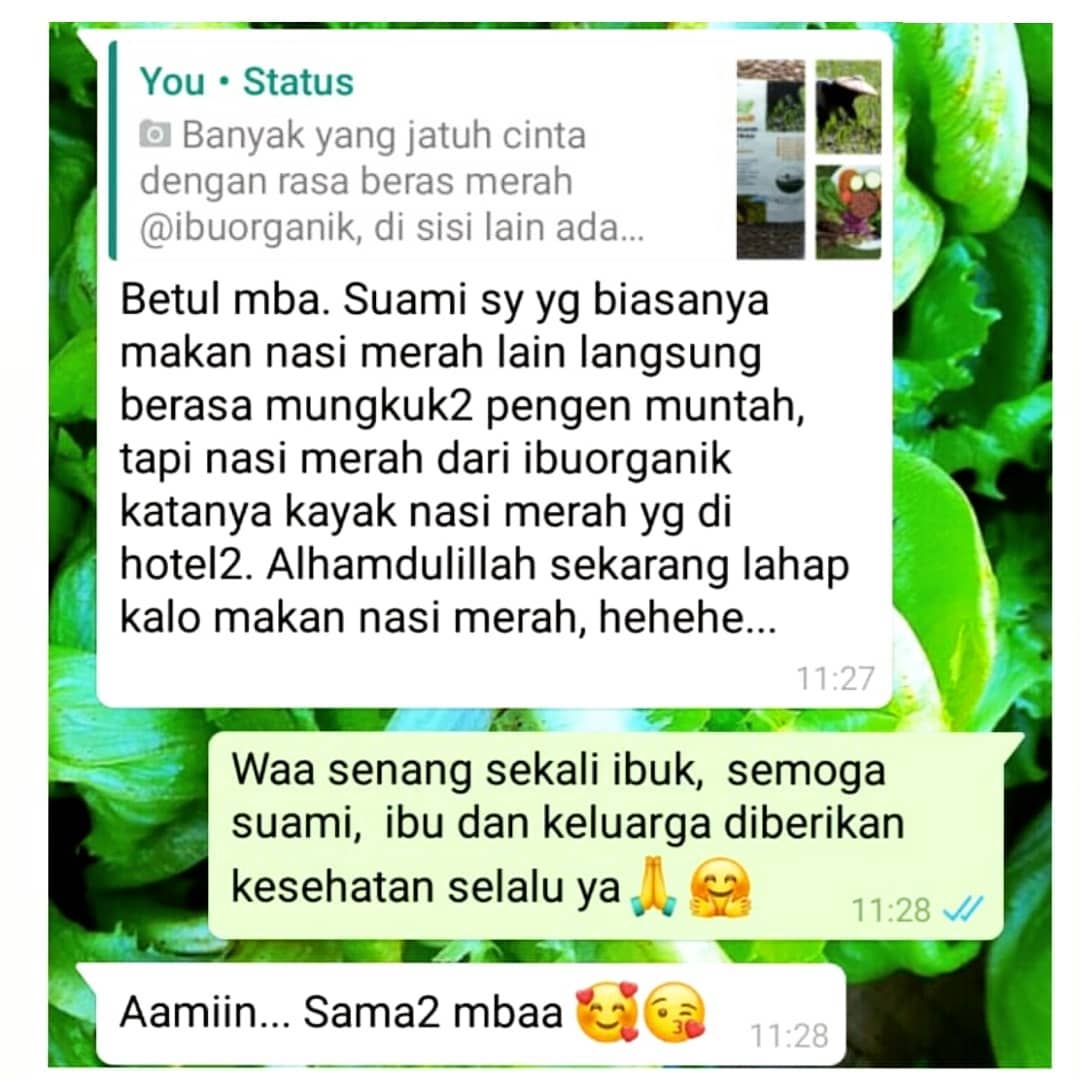 You • Status
Banyak yang jatuh cinta
dengan rasa beras merah
@ibuorganik, di sisi lain ada...
Betul mba. Suami sy yg biasanya
makan nasi merah lain langsung
berasa mungkuk2 pengen muntah,
tapi nasi merah dari ibuorganik
katanya kayak nasi merah yg di
hotel2. Alhamdulillah sekarang lahap
kalo makan nasi merah, hehehe...
11:27
Waa senang sekali ibuk, semoga
suami, ibu dan keluarga diberikan
kesehatan selalu ya🙏🤗
11:28
Aamiin... Sama2 mbaa 🥰😘
11:28